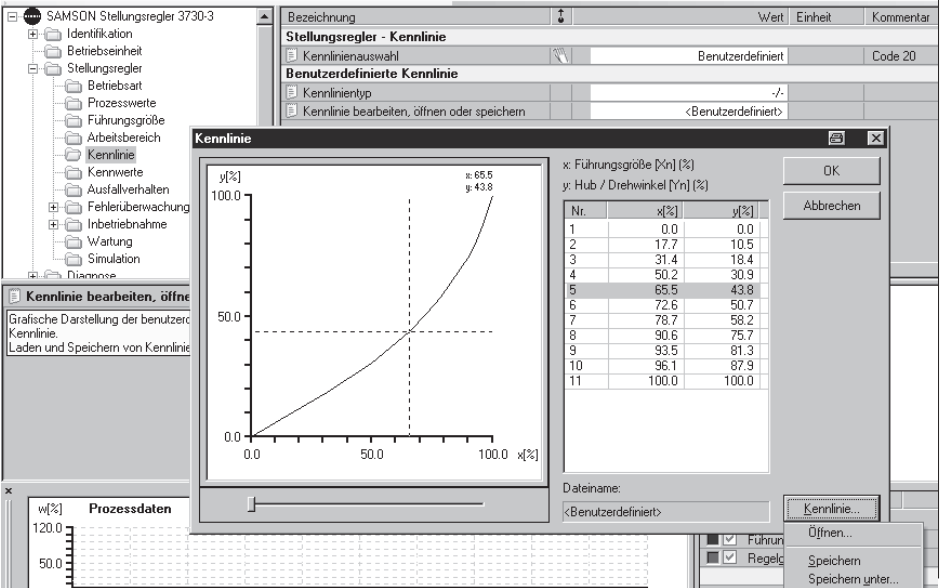 SAMSON Stellungsregler 3730-3
Identifikation
Betriebseinheit
Stellungsregler
Betriebsart
Prozesswerte
Führungsgröße
Arbeitsbereich
Kennlinie
Kennwerte
Ausfallverhalten
Fehlerüberwachung
Inbetriebnahme
Wartung
Simulation
Diagnose
Bezeichnung Wert Einheit Kommentar
Stellungsregler - Kennlinie
Kennlinienauswahl Benutzerdefiniert Code 20
Benutzerdefinierte Kennlinie
Kennlinientyp -/-
Kennlinie bearbeiten, öffnen oder speichern <Benutzerdefiniert>
Kennlinie bearbeiten, öffne
Grafische Darstellung der benutzerd
Kennlinie.
Laden und Speichern von Kennlinie
Kennlinie
y[%]
x: 65.5
y: 43.8
100.0
50.0
0.0
0.0 50.0 100.0 x[%]
x: Führungsgröße [Xn] (%)
y: Hub / Drehwinkel [Yn] (%)
Nr. x[%] y[%]
1 0.0 0.0
2 17.7 10.5
3 31.4 18.4
4 50.2 30.9
5 65.5 43.8
6 72.6 50.7
7 78.7 58.2
8 90.6 75.7
9 93.5 81.3
10 96.1 87.9
11 100.0 100.0
Dateiname:
<Benutzerdefiniert>
OK
Abbrechen
Kennlinie...
Öffnen...
Speichern
Speichern unter...
w[%] Prozessdaten
120.0
50.0
Führun
Regelg